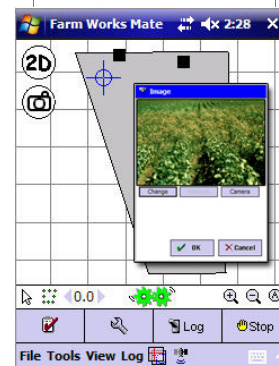 Farm Works Mate 2:28 X
2D
Image
Change Camera
OK Cancel
0.0
Log Stop
File Tools View Log